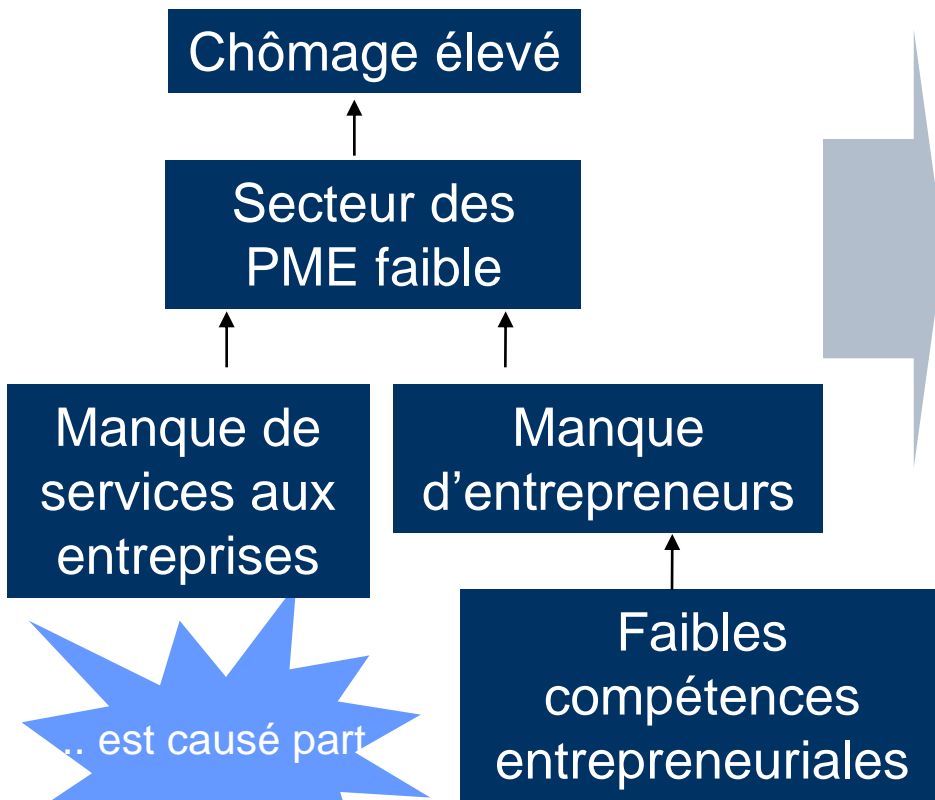 Chômage élevé
Secteur des
PME faible
Manque de
services aux
entreprises
Manque
d’entrepreneurs
Faibles
compétences
entrepreneuriales
.. est causé part